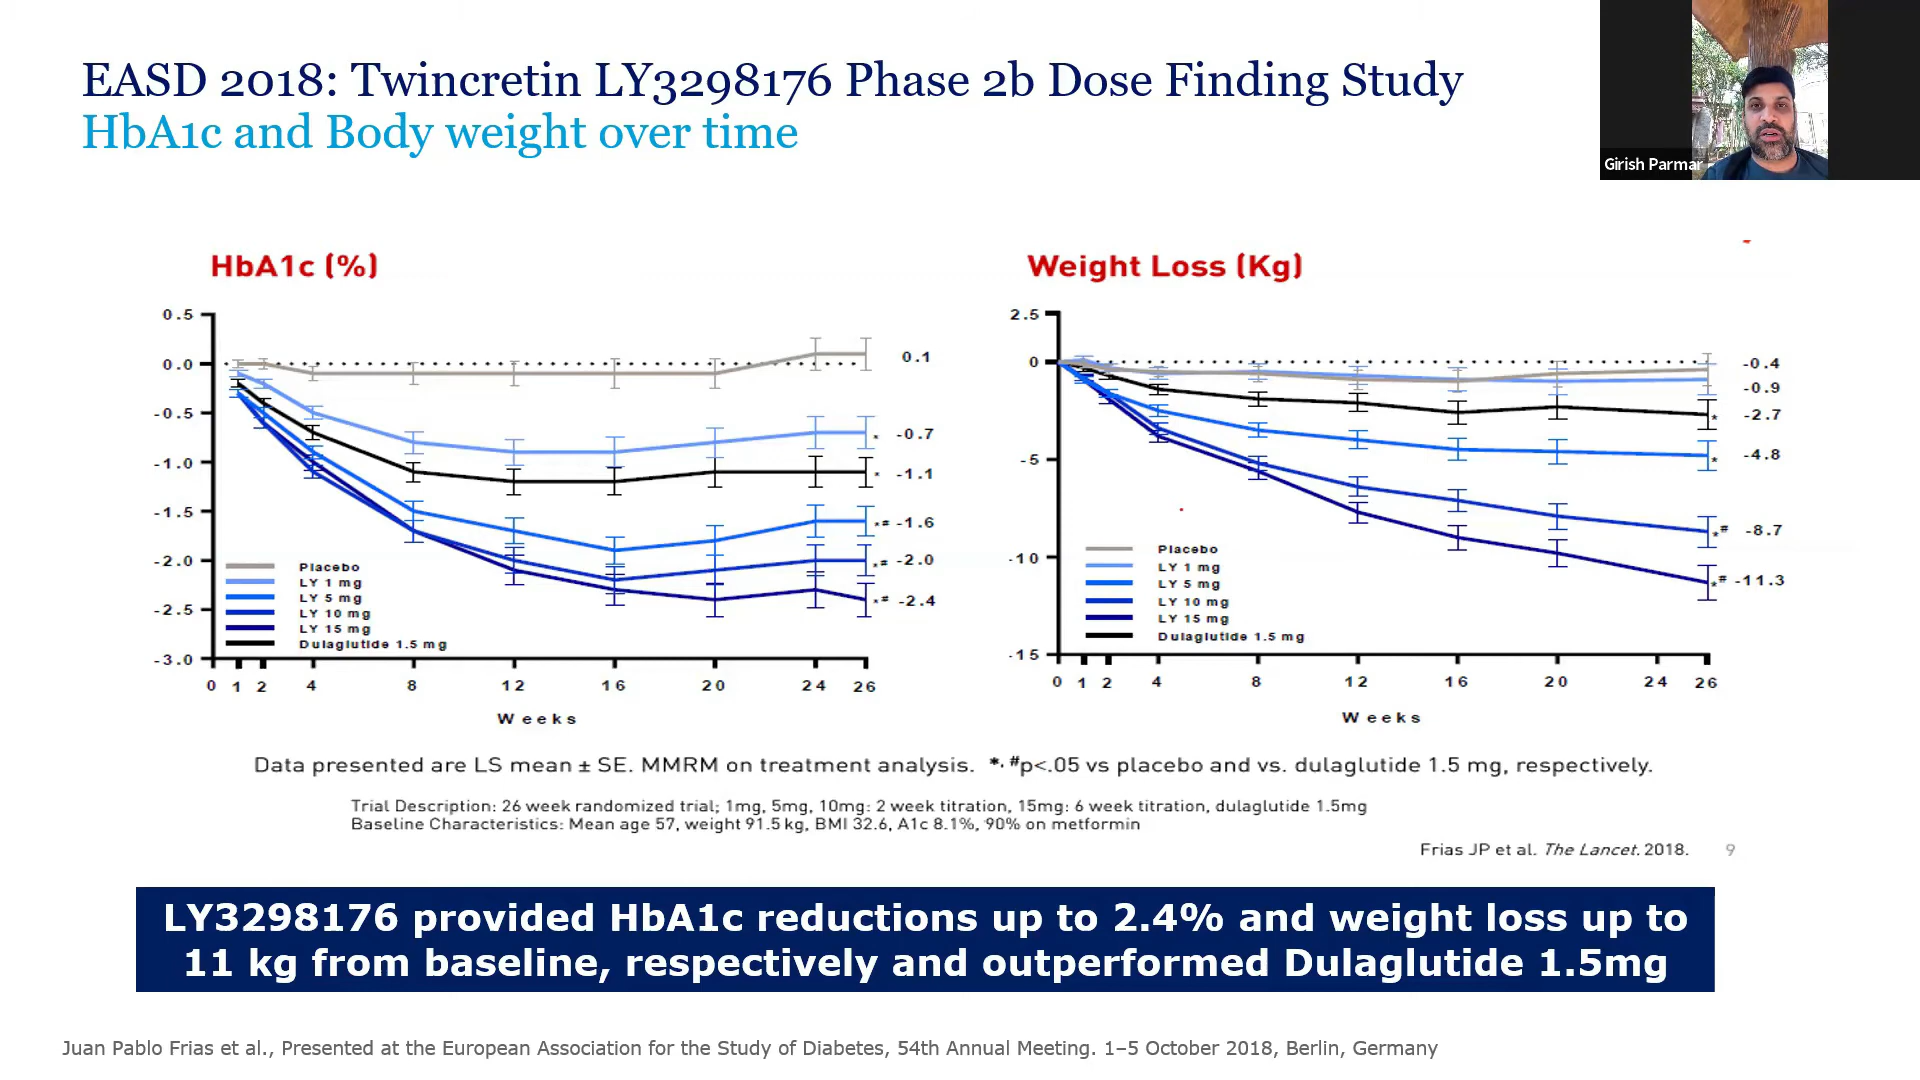 EASD 2018: Twincretin LY3298176 Phase 2b Dose Finding Study
HbA1c and Body weight over time
Girish Parmar
HbA1c (%)
0.5
0.0
-0.5
-1.0
-1.5
-2.0
-2.5
-3.0
0 1 2 4 8 12 16 20 24 26
Weeks
0.1
* -0.7
* -1.1
*# -1.6
*# -2.0
*# -2.4
Placebo
LY 1 mg
LY 5 mg
LY 10 mg
LY 15 mg
Dulaglutide 1.5 mg
Weight Loss (Kg)
2.5
0
-5
-10
-15
0 1 2 4 8 12 16 20 24 26
Weeks
-0.4
-0.9
* -2.7
* -4.8
*# -8.7
*# -11.3
Placebo
LY 1 mg
LY 5 mg
LY 10 mg
LY 15 mg
Dulaglutide 1.5 mg
Data presented are LS mean ± SE. MMRM on treatment analysis. *, #p<.05 vs placebo and vs. dulaglutide 1.5 mg, respectively.
Trial Description: 26 week randomized trial; 1mg, 5mg, 10mg: 2 week titration, 15mg: 6 week titration, dulaglutide 1.5mg
Baseline Characteristics: Mean age 57, weight 91.5 kg, BMI 32.6, A1c 8.1%, 90% on metformin
Frias JP et al. The Lancet. 2018. 9
LY3298176 provided HbA1c reductions up to 2.4% and weight loss up to
11 kg from baseline, respectively and outperformed Dulaglutide 1.5mg
Juan Pablo Frias et al., Presented at the European Association for the Study of Diabetes, 54th Annual Meeting. 1–5 October 2018, Berlin, Germany